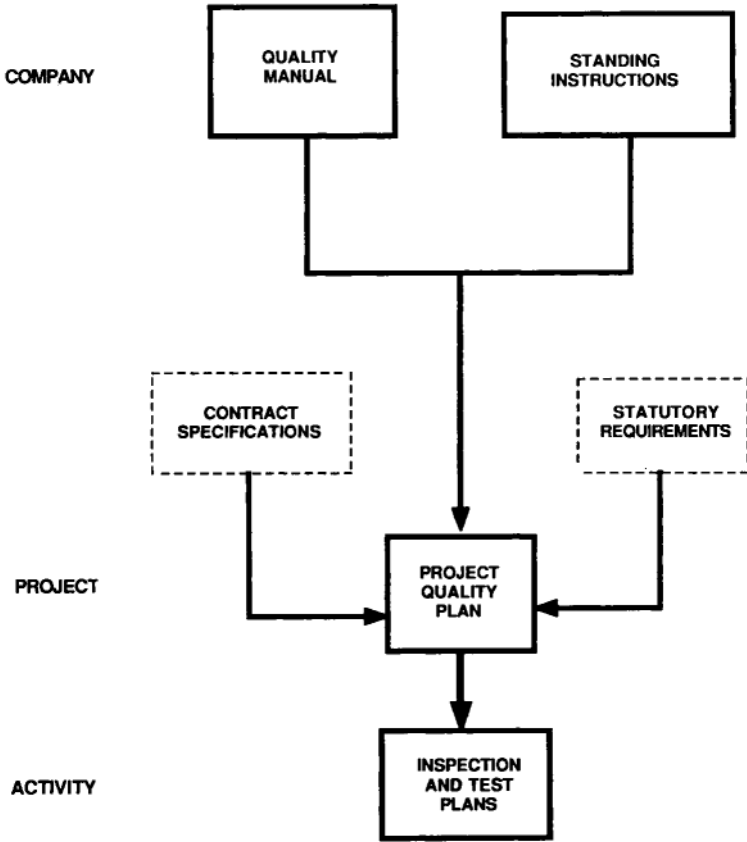 COMPANY
QUALITY
MANUAL
STANDING
INSTRUCTIONS
CONTRACT
SPECIFICATIONS
STATUTORY
REQUIREMENTS
PROJECT
PROJECT
QUALITY
PLAN
ACTIVITY
INSPECTION
AND TEST
PLANS